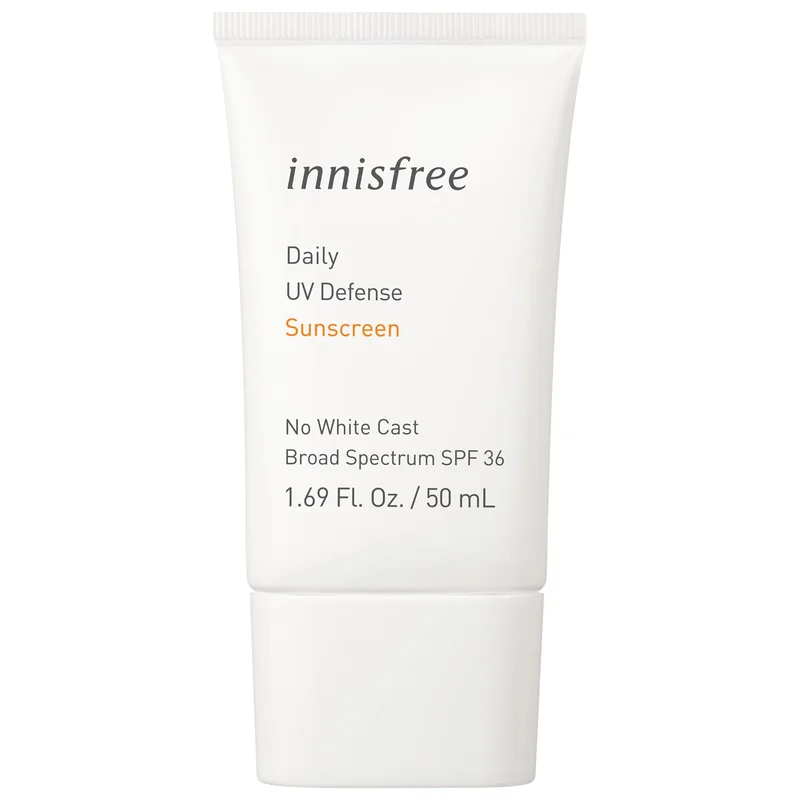 innisfree
Daily
UV Defense
Sunscreen
No White Cast
Broad Spectrum SPF 36
1.69 Fl. Oz. / 50 mL